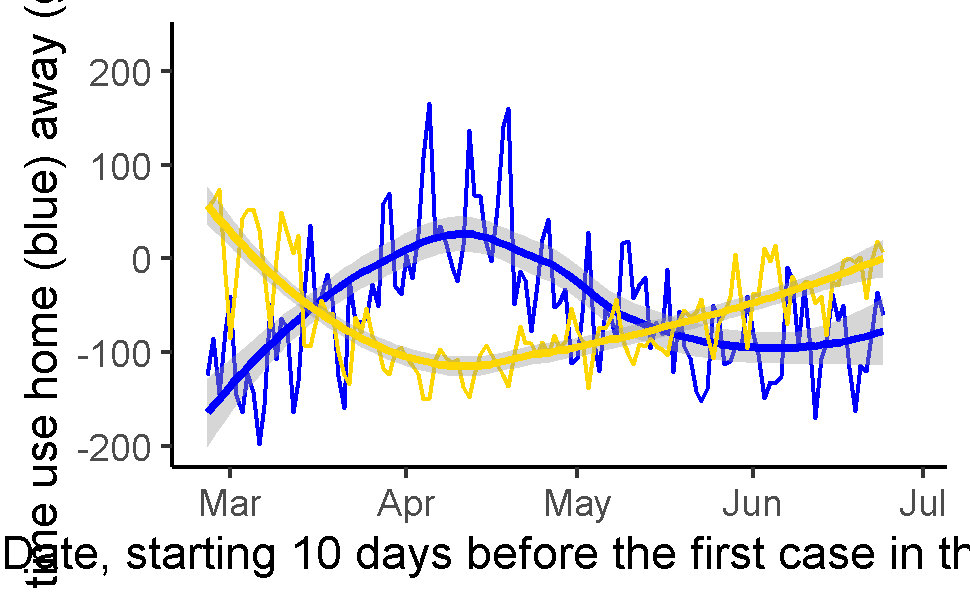 time use home (blue) away (
200
100
0
-100
-200
Mar Apr May Jun Jul
Date, starting 10 days before the first case in th